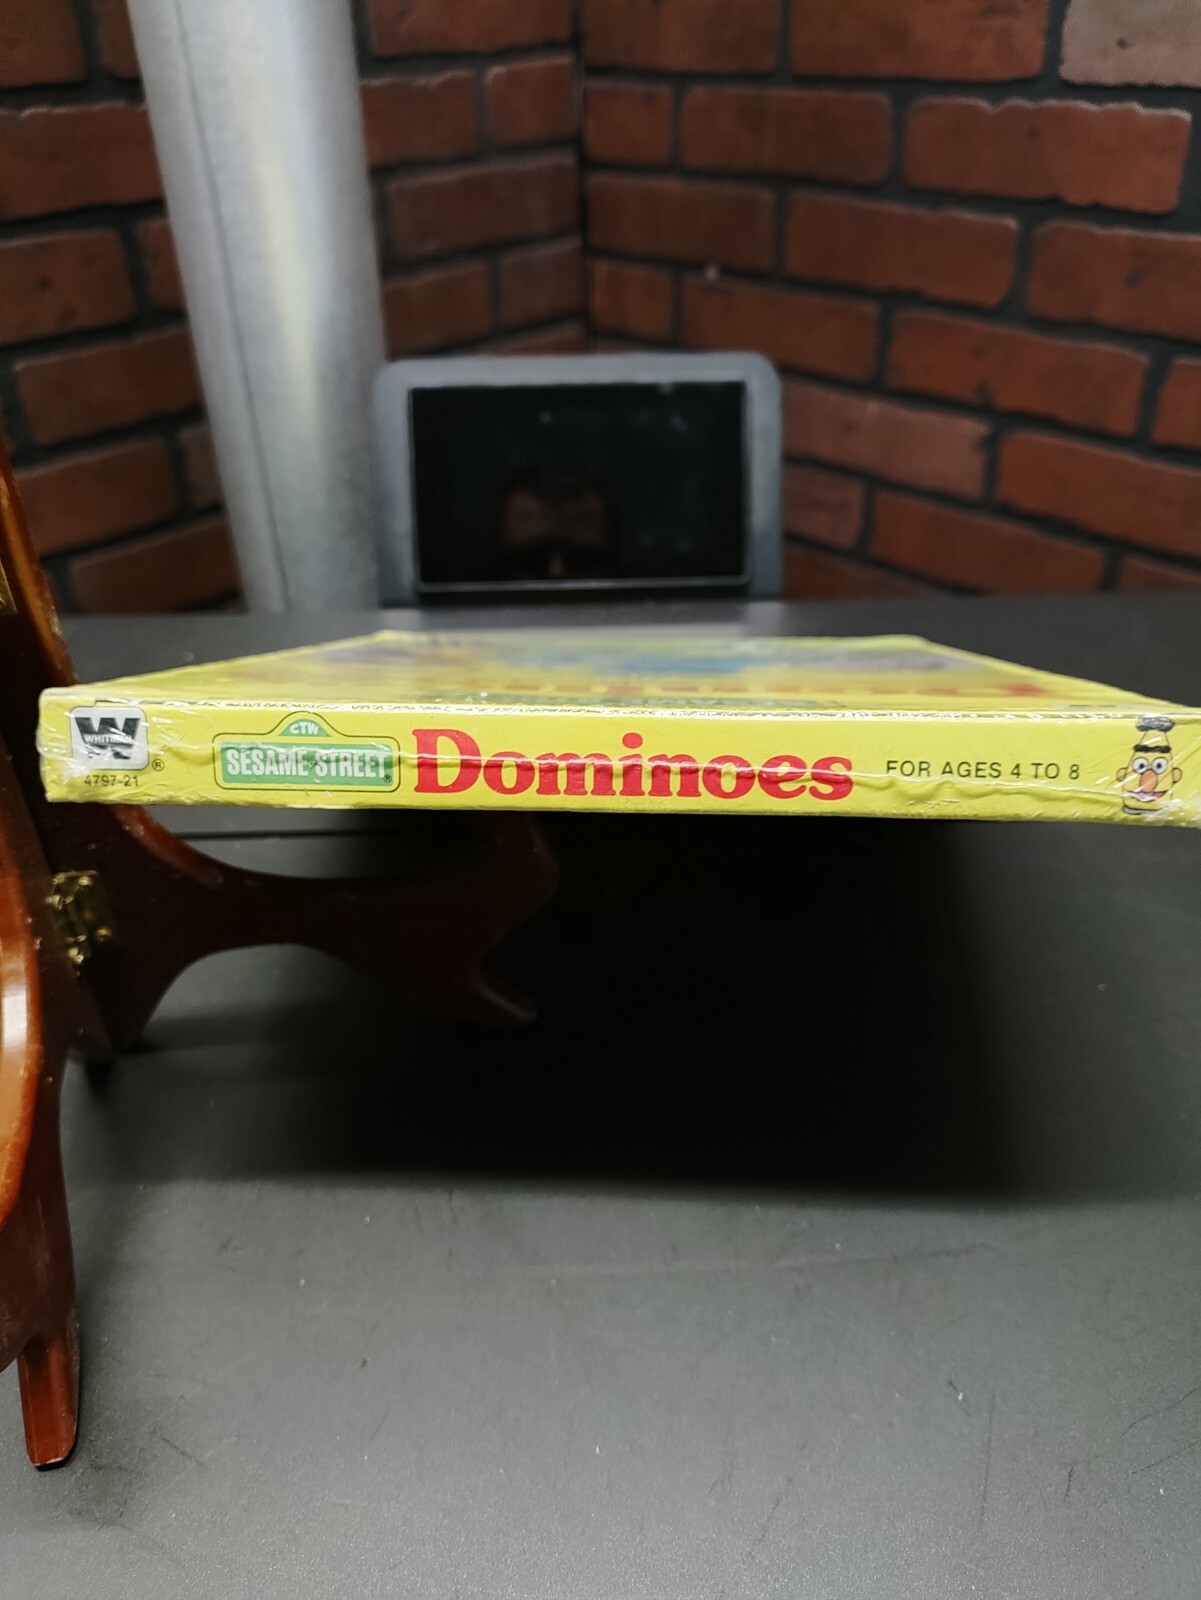 WHITMAN
®
4797-21
CTW
SESAME STREET®
Dominoes
FOR AGES 4 TO 8